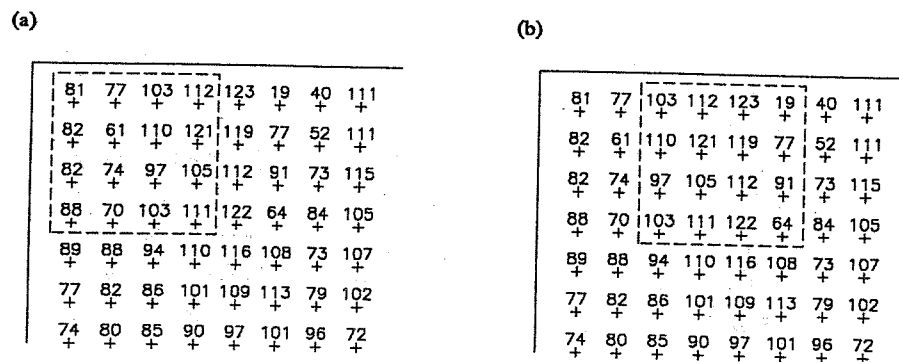 (a)
81 77 103 112 123 19 40 111
+ + + + + + + +
82 61 110 121 119 77 52 111
+ + + + + + + +
82 74 97 105 112 91 73 115
+ + + + + + + +
88 70 103 111 122 64 84 105
+ + + + + + + +
89 88 94 110 116 108 73 107
+ + + + + + + +
77 82 86 101 109 113 79 102
+ + + + + + + +
74 80 85 90 97 101 96 72
+ + + + + + + +
(b)
81 77 103 112 123 19 40 111
+ + + + + + + +
82 61 110 121 119 77 52 111
+ + + + + + + +
82 74 97 105 112 91 73 115
+ + + + + + + +
88 70 103 111 122 64 84 105
+ + + + + + + +
89 88 94 110 116 108 73 107
+ + + + + + + +
77 82 86 101 109 113 79 102
+ + + + + + + +
74 80 85 90 97 101 96 72
+ + + + + + + +